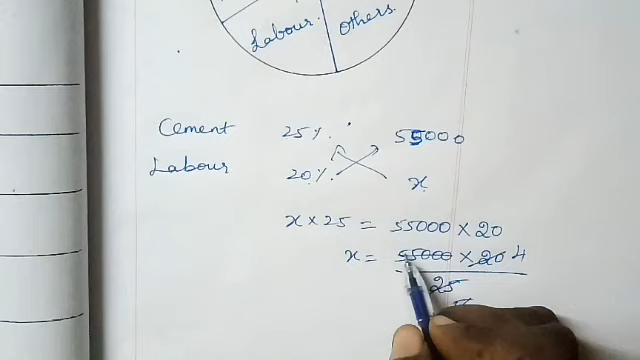 Labour.
Others.
Cement 25%. 55000
Labour 20%. x
x × 25 = 55000 × 20
x = 55000 × 20 4
25